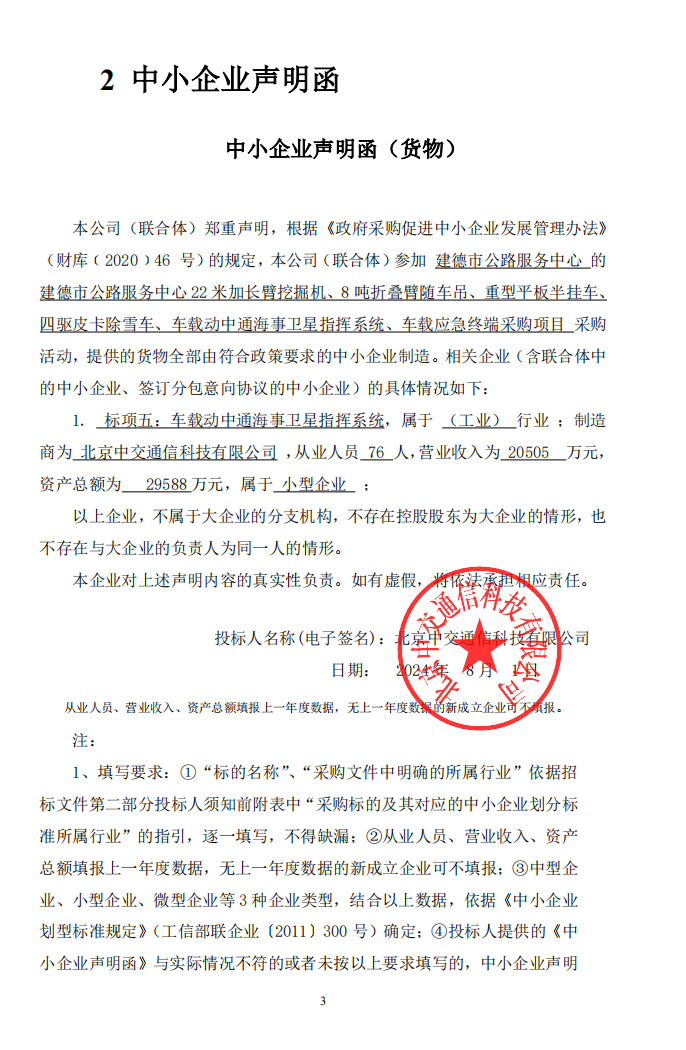 2 中小企业声明函
中小企业声明函（货物）
本公司（联合体）郑重声明，根据《政府采购促进中小企业发展管理办法》
（财库﹝2020﹞46 号）的规定，本公司（联合体）参加 建德市公路服务中心 的
建德市公路服务中心 22 米加长臂挖掘机、8 吨折叠臂随车吊、重型平板半挂车、
四驱皮卡除雪车、车载动中通海事卫星指挥系统、车载应急终端采购项目 采购
活动，提供的货物全部由符合政策要求的中小企业制造。相关企业（含联合体中
的中小企业、签订分包意向协议的中小企业）的具体情况如下：
1. 标项五：车载动中通海事卫星指挥系统，属于 （工业） 行业 ；制造
商为 北京中交通信科技有限公司 ，从业人员 76 人，营业收入为 20505 万元，
资产总额为 29588 万元，属于 小型企业 ；
以上企业，不属于大企业的分支机构，不存在控股股东为大企业的情形，也
不存在与大企业的负责人为同一人的情形。
本企业对上述声明内容的真实性负责。如有虚假，将依法承担相应责任。
投标人名称(电子签名)：北京中交通信科技有限公司
日期： 2024 年 8 月 1 日
北京中交通信科技有限公司
从业人员、营业收入、资产总额填报上一年度数据，无上一年度数据的新成立企业可不填报。
注：
1、填写要求：①“标的名称”、“采购文件中明确的所属行业”依据招
标文件第二部分投标人须知前附表中“采购标的及其对应的中小企业划分标
准所属行业”的指引，逐一填写，不得缺漏；②从业人员、营业收入、资产
总额填报上一年度数据，无上一年度数据的新成立企业可不填报；③中型企
业、小型企业、微型企业等 3 种企业类型，结合以上数据，依据《中小企业
划型标准规定》（工信部联企业〔2011〕300 号）确定；④投标人提供的《中
小企业声明函》与实际情况不符的或者未按以上要求填写的，中小企业声明
3